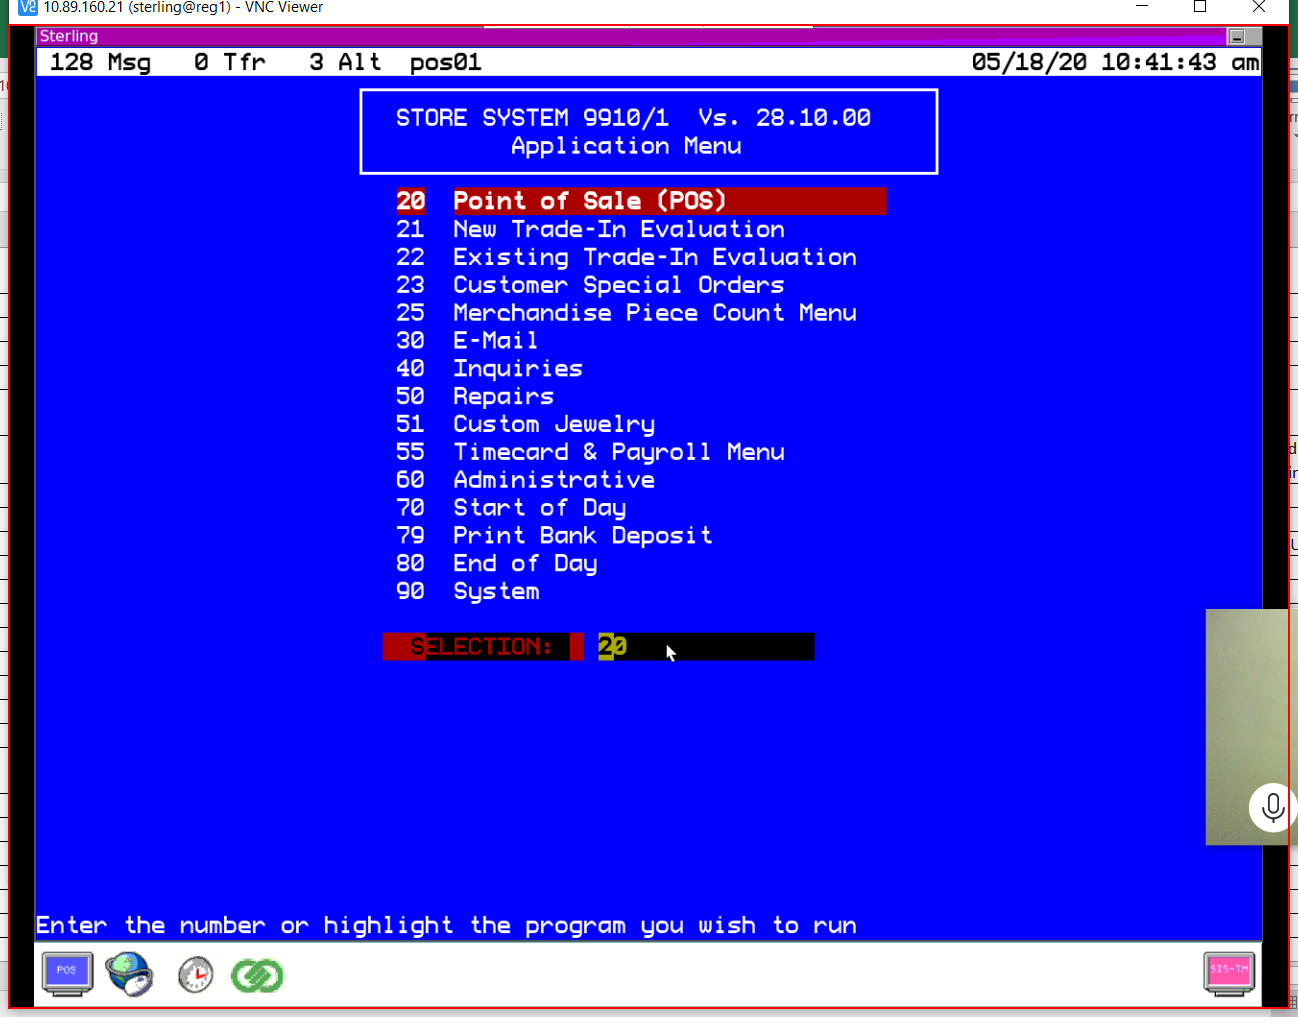 10.89.160.21 (sterling@reg1) - VNC Viewer
Sterling
128 Msg 0 Tfr 3 Alt pos01 05/18/20 10:41:43 am
STORE SYSTEM 9910/1 Vs. 28.10.00
Application Menu
20 Point of Sale (POS)
21 New Trade-In Evaluation
22 Existing Trade-In Evaluation
23 Customer Special Orders
25 Merchandise Piece Count Menu
30 E-Mail
40 Inquiries
50 Repairs
51 Custom Jewelry
55 Timecard & Payroll Menu
60 Administrative
70 Start of Day
79 Print Bank Deposit
80 End of Day
90 System
SELECTION: 20
Enter the number or highlight the program you wish to run
POS
SIS-TM